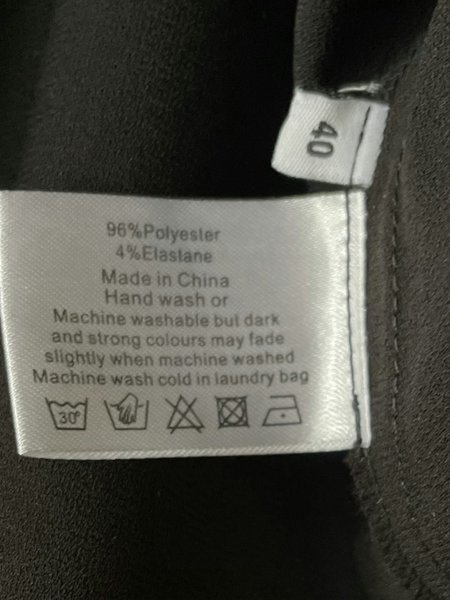 40
96%Polyester
4%Elastane
Made in China
Hand wash or
Machine washable but dark
and strong colours may fade
slightly when machine washed
Machine wash cold in laundry bag
30°